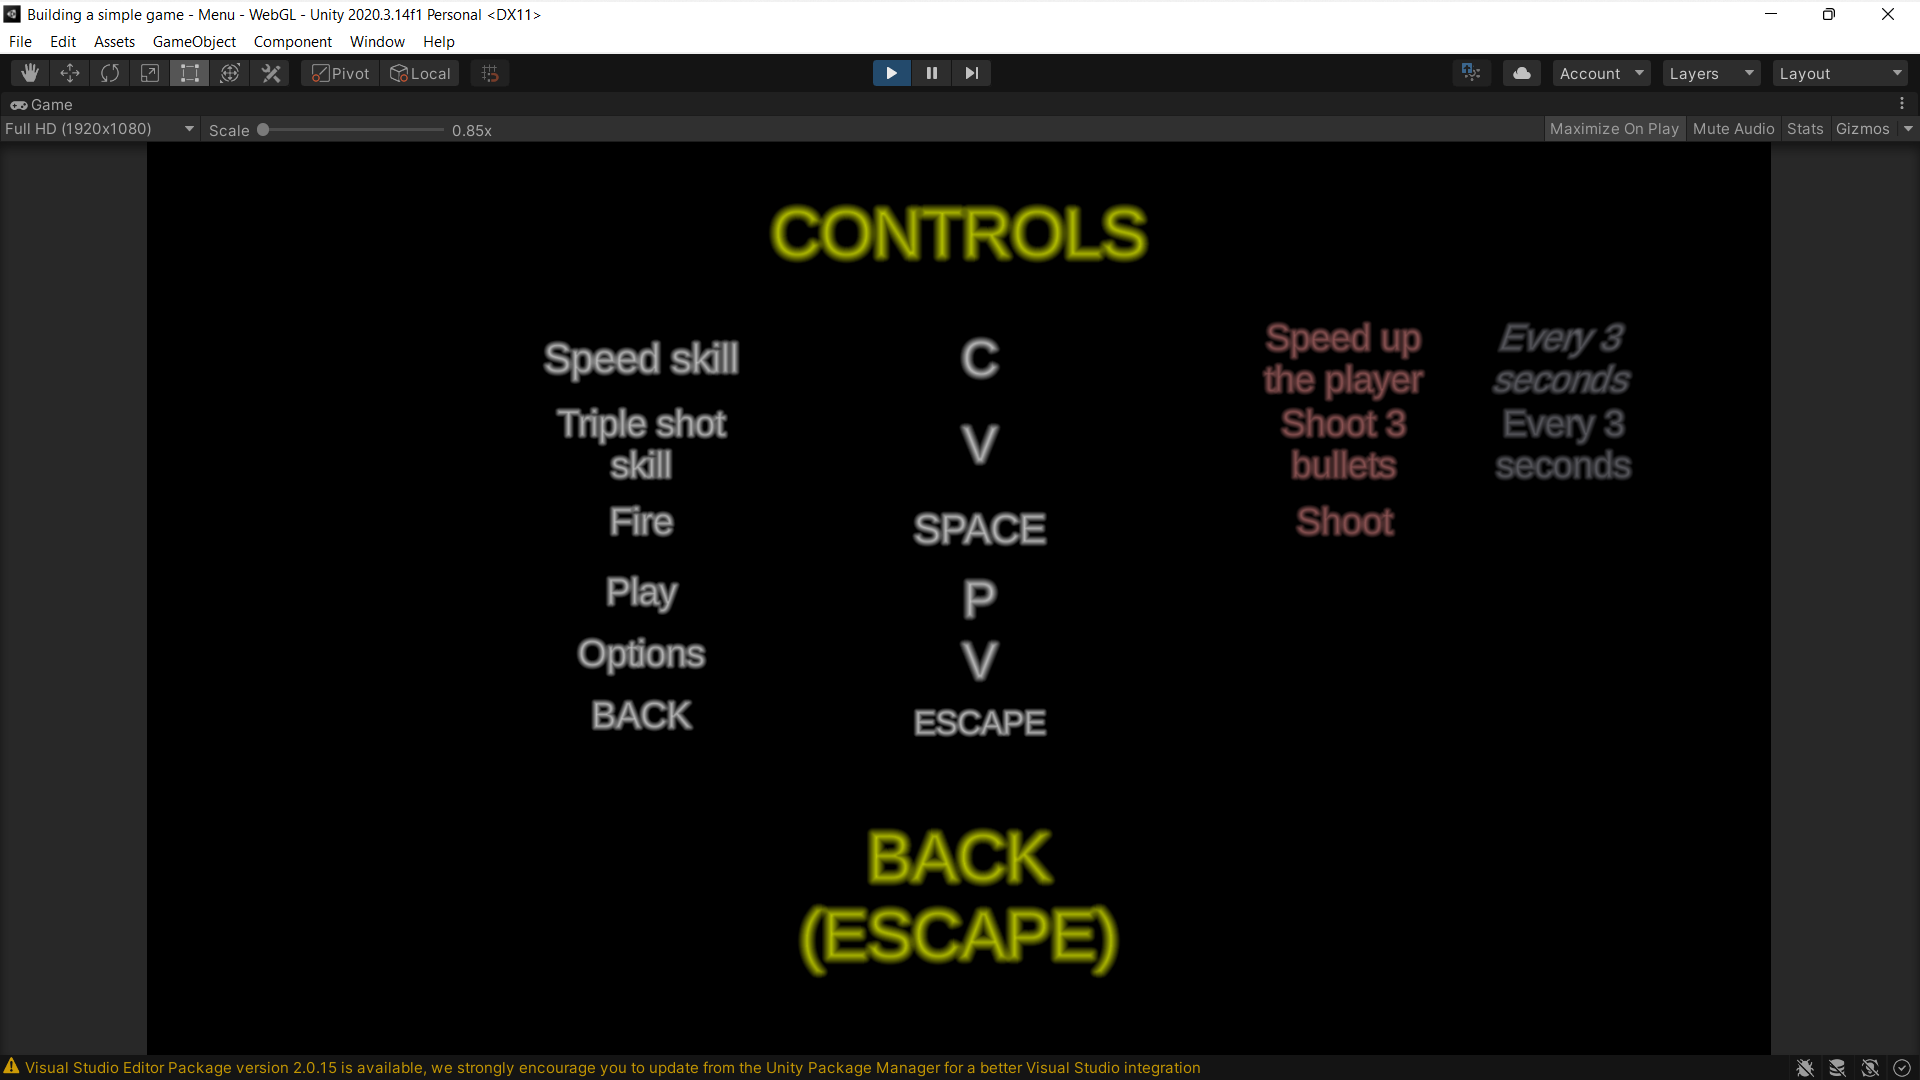 Building a simple game - Menu - WebGL - Unity 2020.3.14f1 Personal <DX11>
File Edit Assets GameObject Component Window Help
Pivot Local Account Layers Layout
Game
Full HD (1920x1080) Scale 0.85x Maximize On Play Mute Audio Stats Gizmos
CONTROLS
Speed skill C Speed up the player Every 3 seconds
Triple shot skill V Shoot 3 bullets Every 3 seconds
Fire SPACE Shoot
Play P
Options V
BACK ESCAPE
BACK
(ESCAPE)
Visual Studio Editor Package version 2.0.15 is available, we strongly encourage you to update from the Unity Package Manager for a better Visual Studio integration